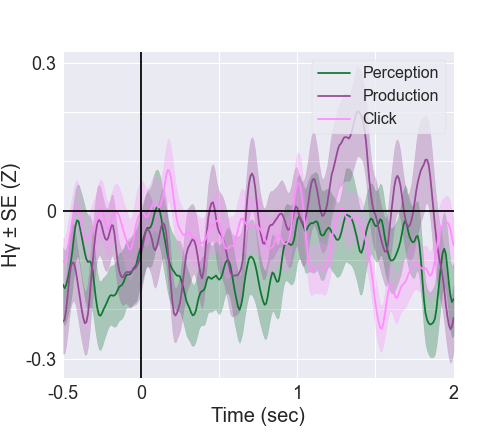 0.3
0
-0.3
Hγ ± SE (Z)
Perception
Production
Click
-0.5
0
1
2
Time (sec)